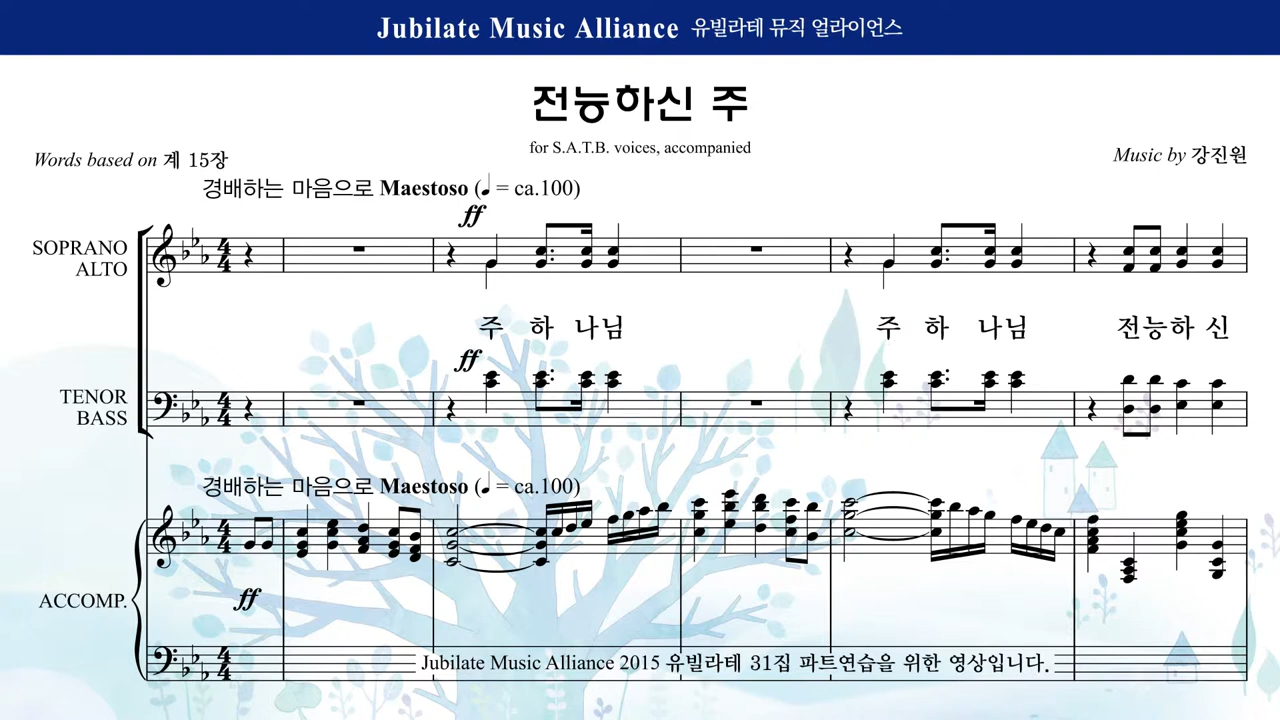 Jubilate Music Alliance 유빌라테 뮤직 얼라이언스
전능하신 주
for S.A.T.B. voices, accompanied
Words based on 계 15장
Music by 강진원
경배하는 마음으로 Maestoso (♩ = ca.100)
ff
SOPRANO
ALTO
주 하 나님 주 하 나님 전능하 신
ff
TENOR
BASS
경배하는 마음으로 Maestoso (♩ = ca.100)
ACCOMP.
ff
Jubilate Music Alliance 2015 유빌라테 31집 파트연습을 위한 영상입니다.